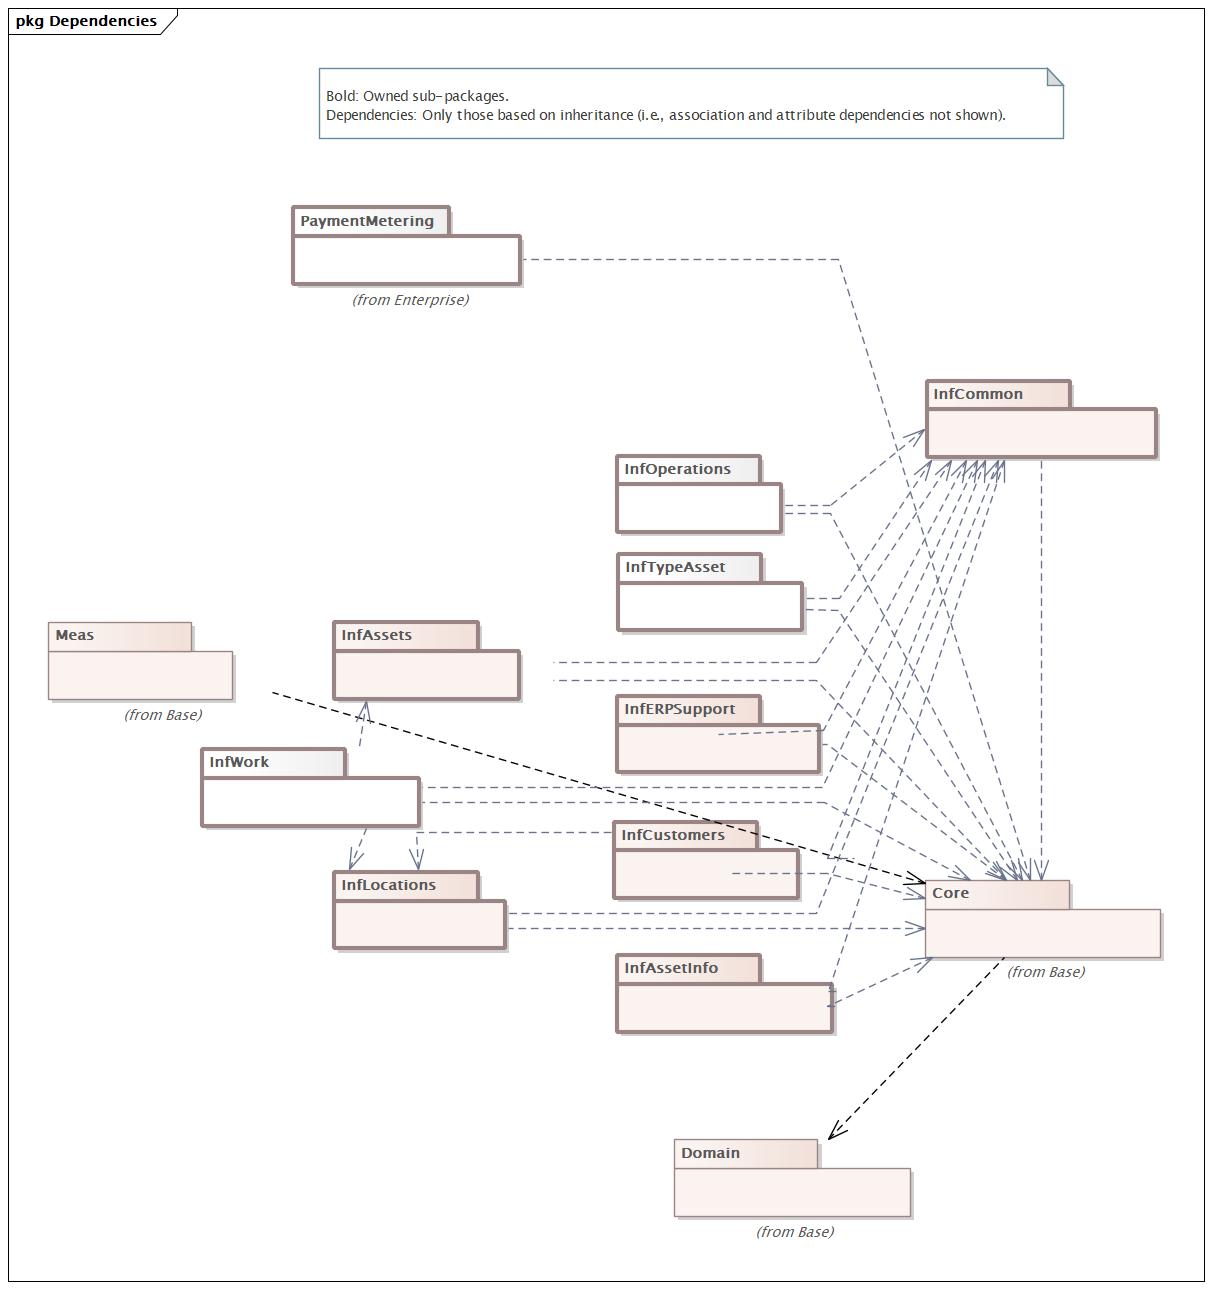 pkg Dependencies
Bold: Owned sub-packages.
Dependencies: Only those based on inheritance (i.e., association and attribute dependencies not shown).
PaymentMetering
(from Enterprise)
InfCommon
InfOperations
InfTypeAsset
Meas
(from Base)
InfAssets
InfERPSupport
InfWork
InfCustomers
InfLocations
Core
(from Base)
InfAssetInfo
Domain
(from Base)